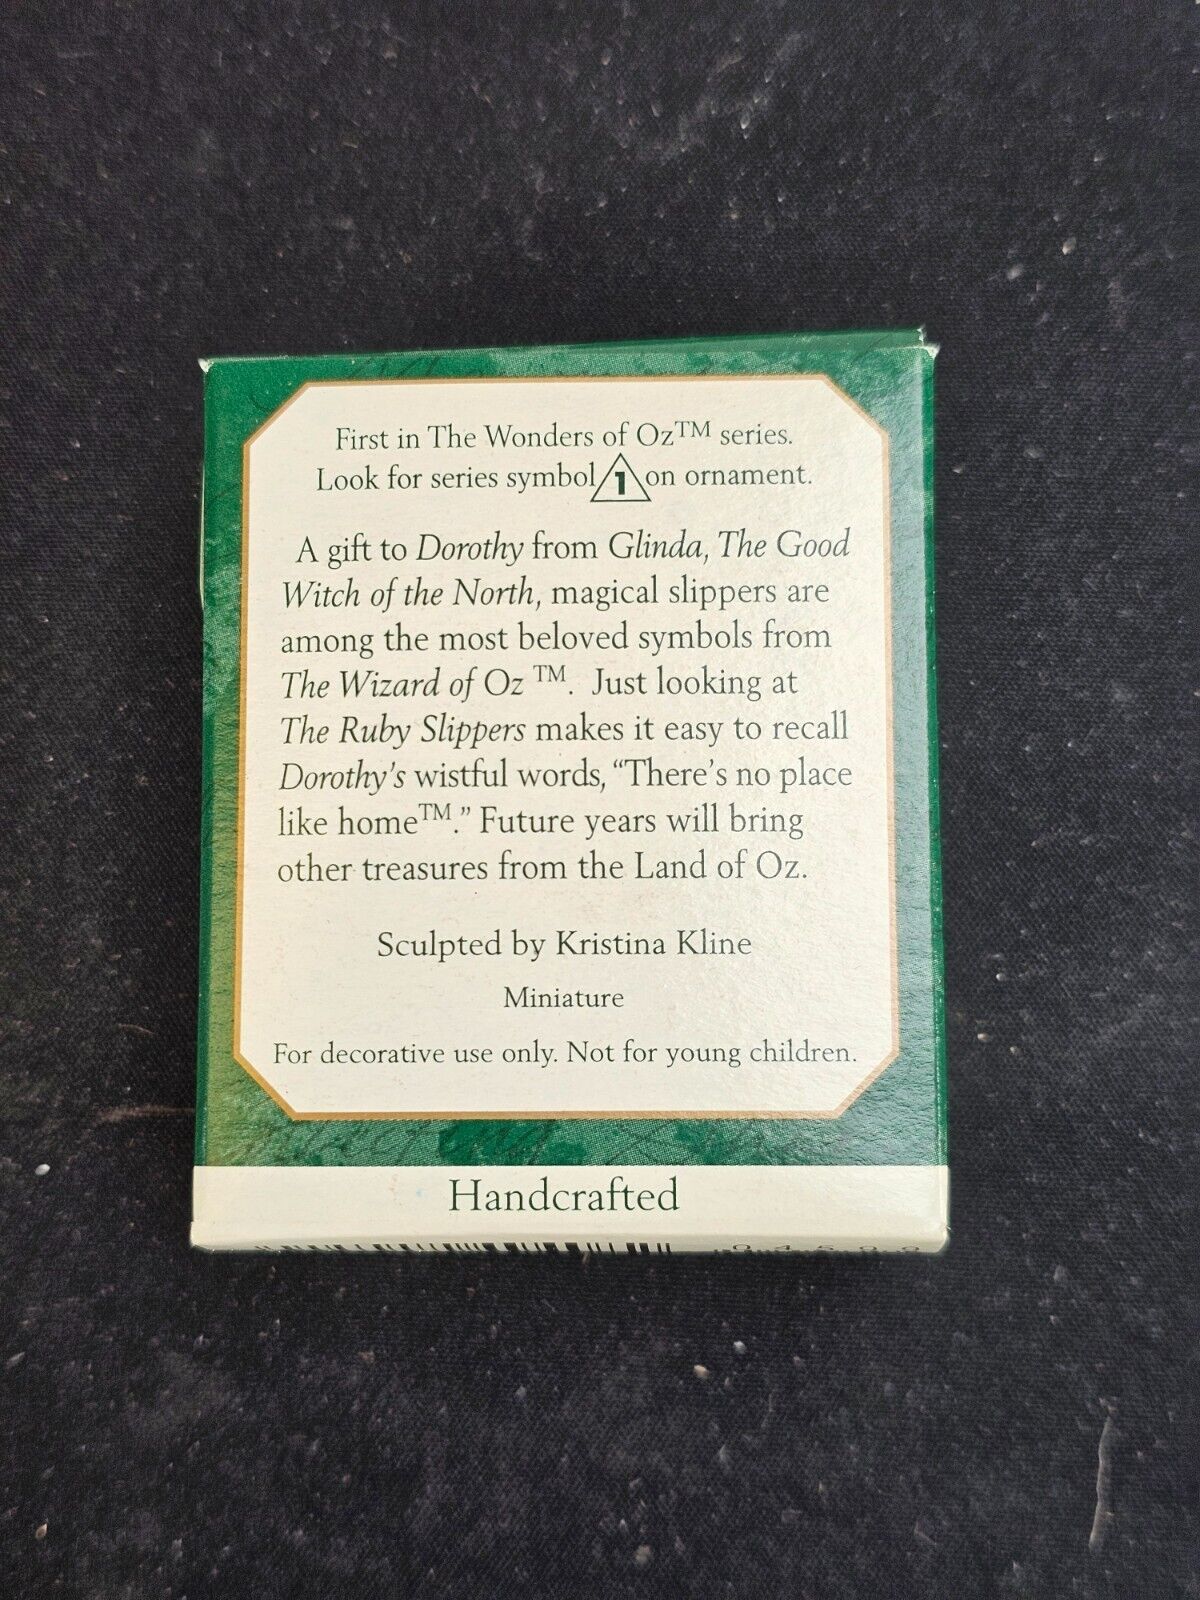 First in The Wonders of Oz™ series.
Look for series symbol 1 on ornament.
A gift to Dorothy from Glinda, The Good
Witch of the North, magical slippers are
among the most beloved symbols from
The Wizard of Oz ™. Just looking at
The Ruby Slippers makes it easy to recall
Dorothy's wistful words, “There's no place
like home™.” Future years will bring
other treasures from the Land of Oz.
Sculpted by Kristina Kline
Miniature
For decorative use only. Not for young children.
Handcrafted